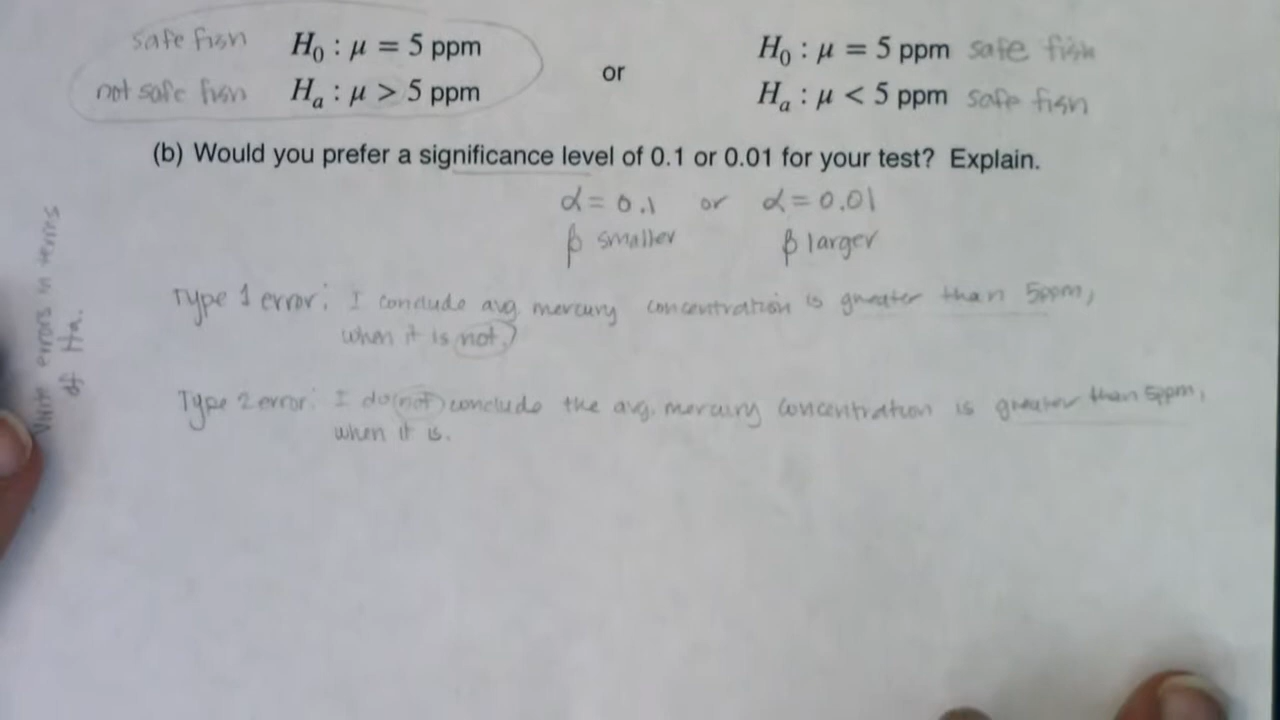 safe fish H₀ : μ = 5 ppm or H₀ : μ = 5 ppm safe fish
not safe fish Hₐ : μ > 5 ppm Hₐ : μ < 5 ppm safe fish
(b) Would you prefer a significance level of 0.1 or 0.01 for your test? Explain.
α = 0.1 or α = 0.01
β smaller β larger
Type 1 error: I conclude avg. mercury concentration is greater than 5ppm,
when it is not.
Type 2 error: I do not conclude the avg. mercury concentration is greater than 5ppm,
when it is.
Write errors in terms
of Ha.